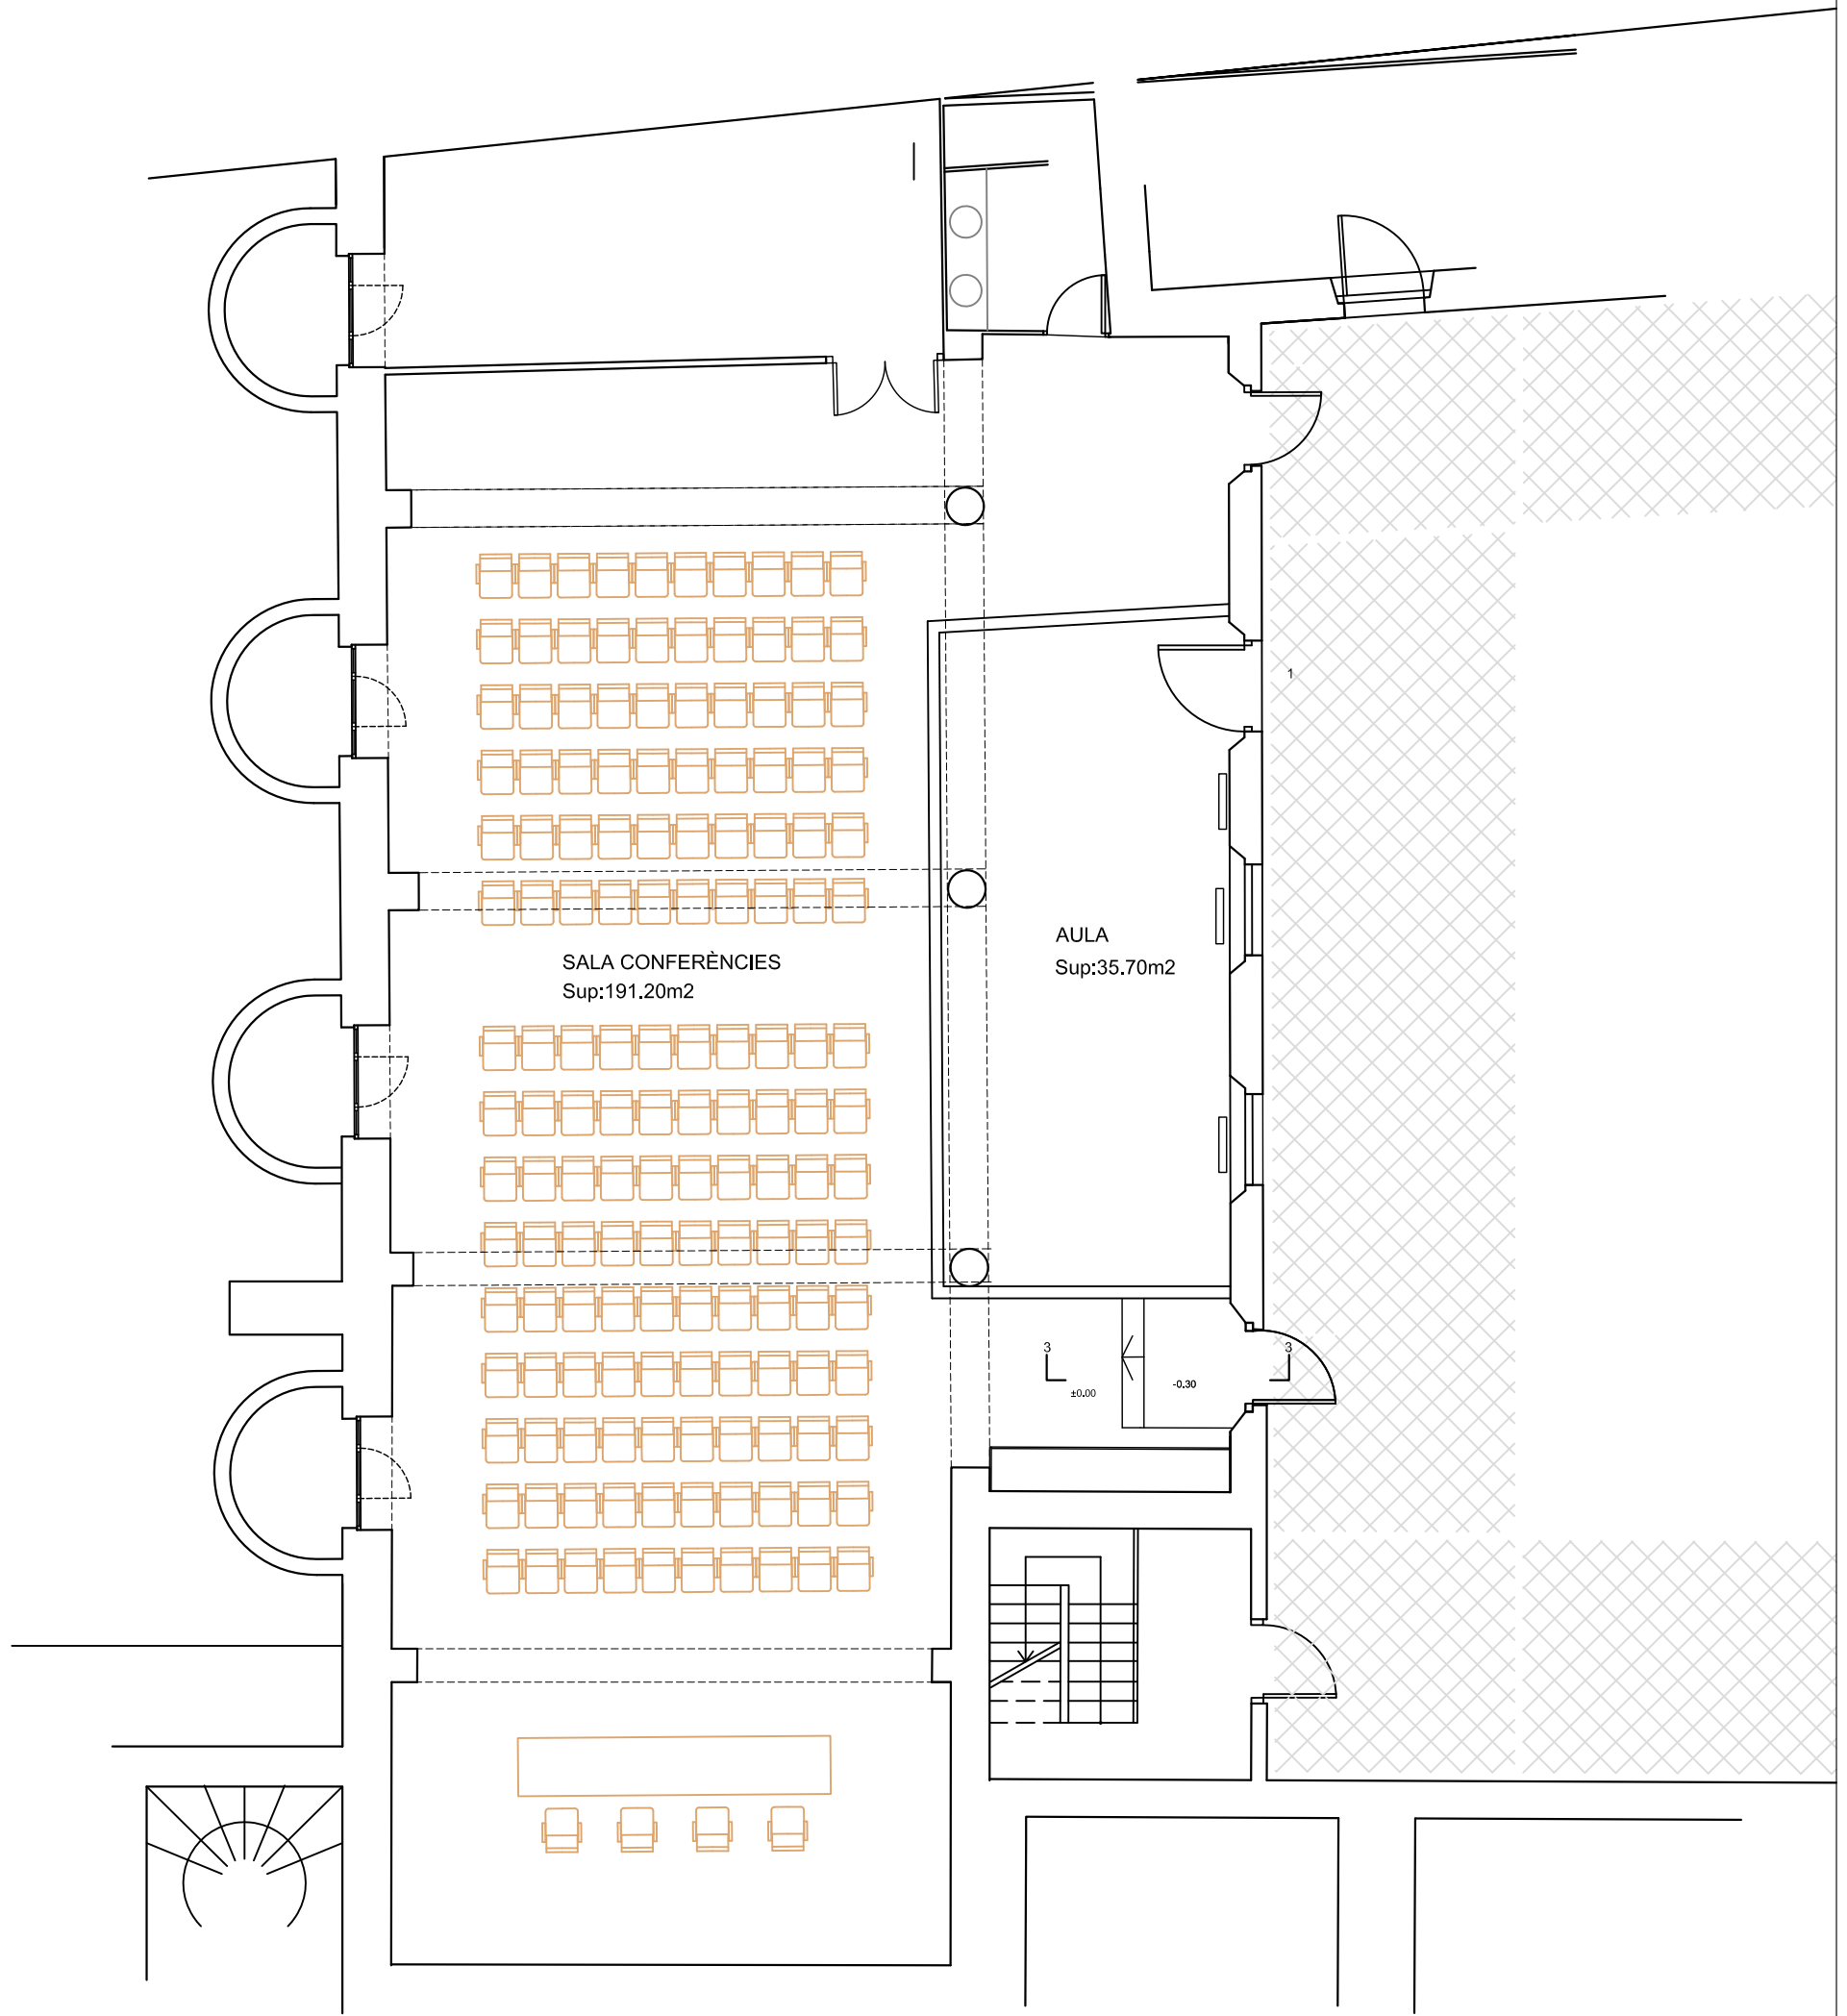 1
AULA
Sup:35.70m2
SALA CONFERÈNCIES
Sup:191.20m2
3
3
±0.00
-0.30